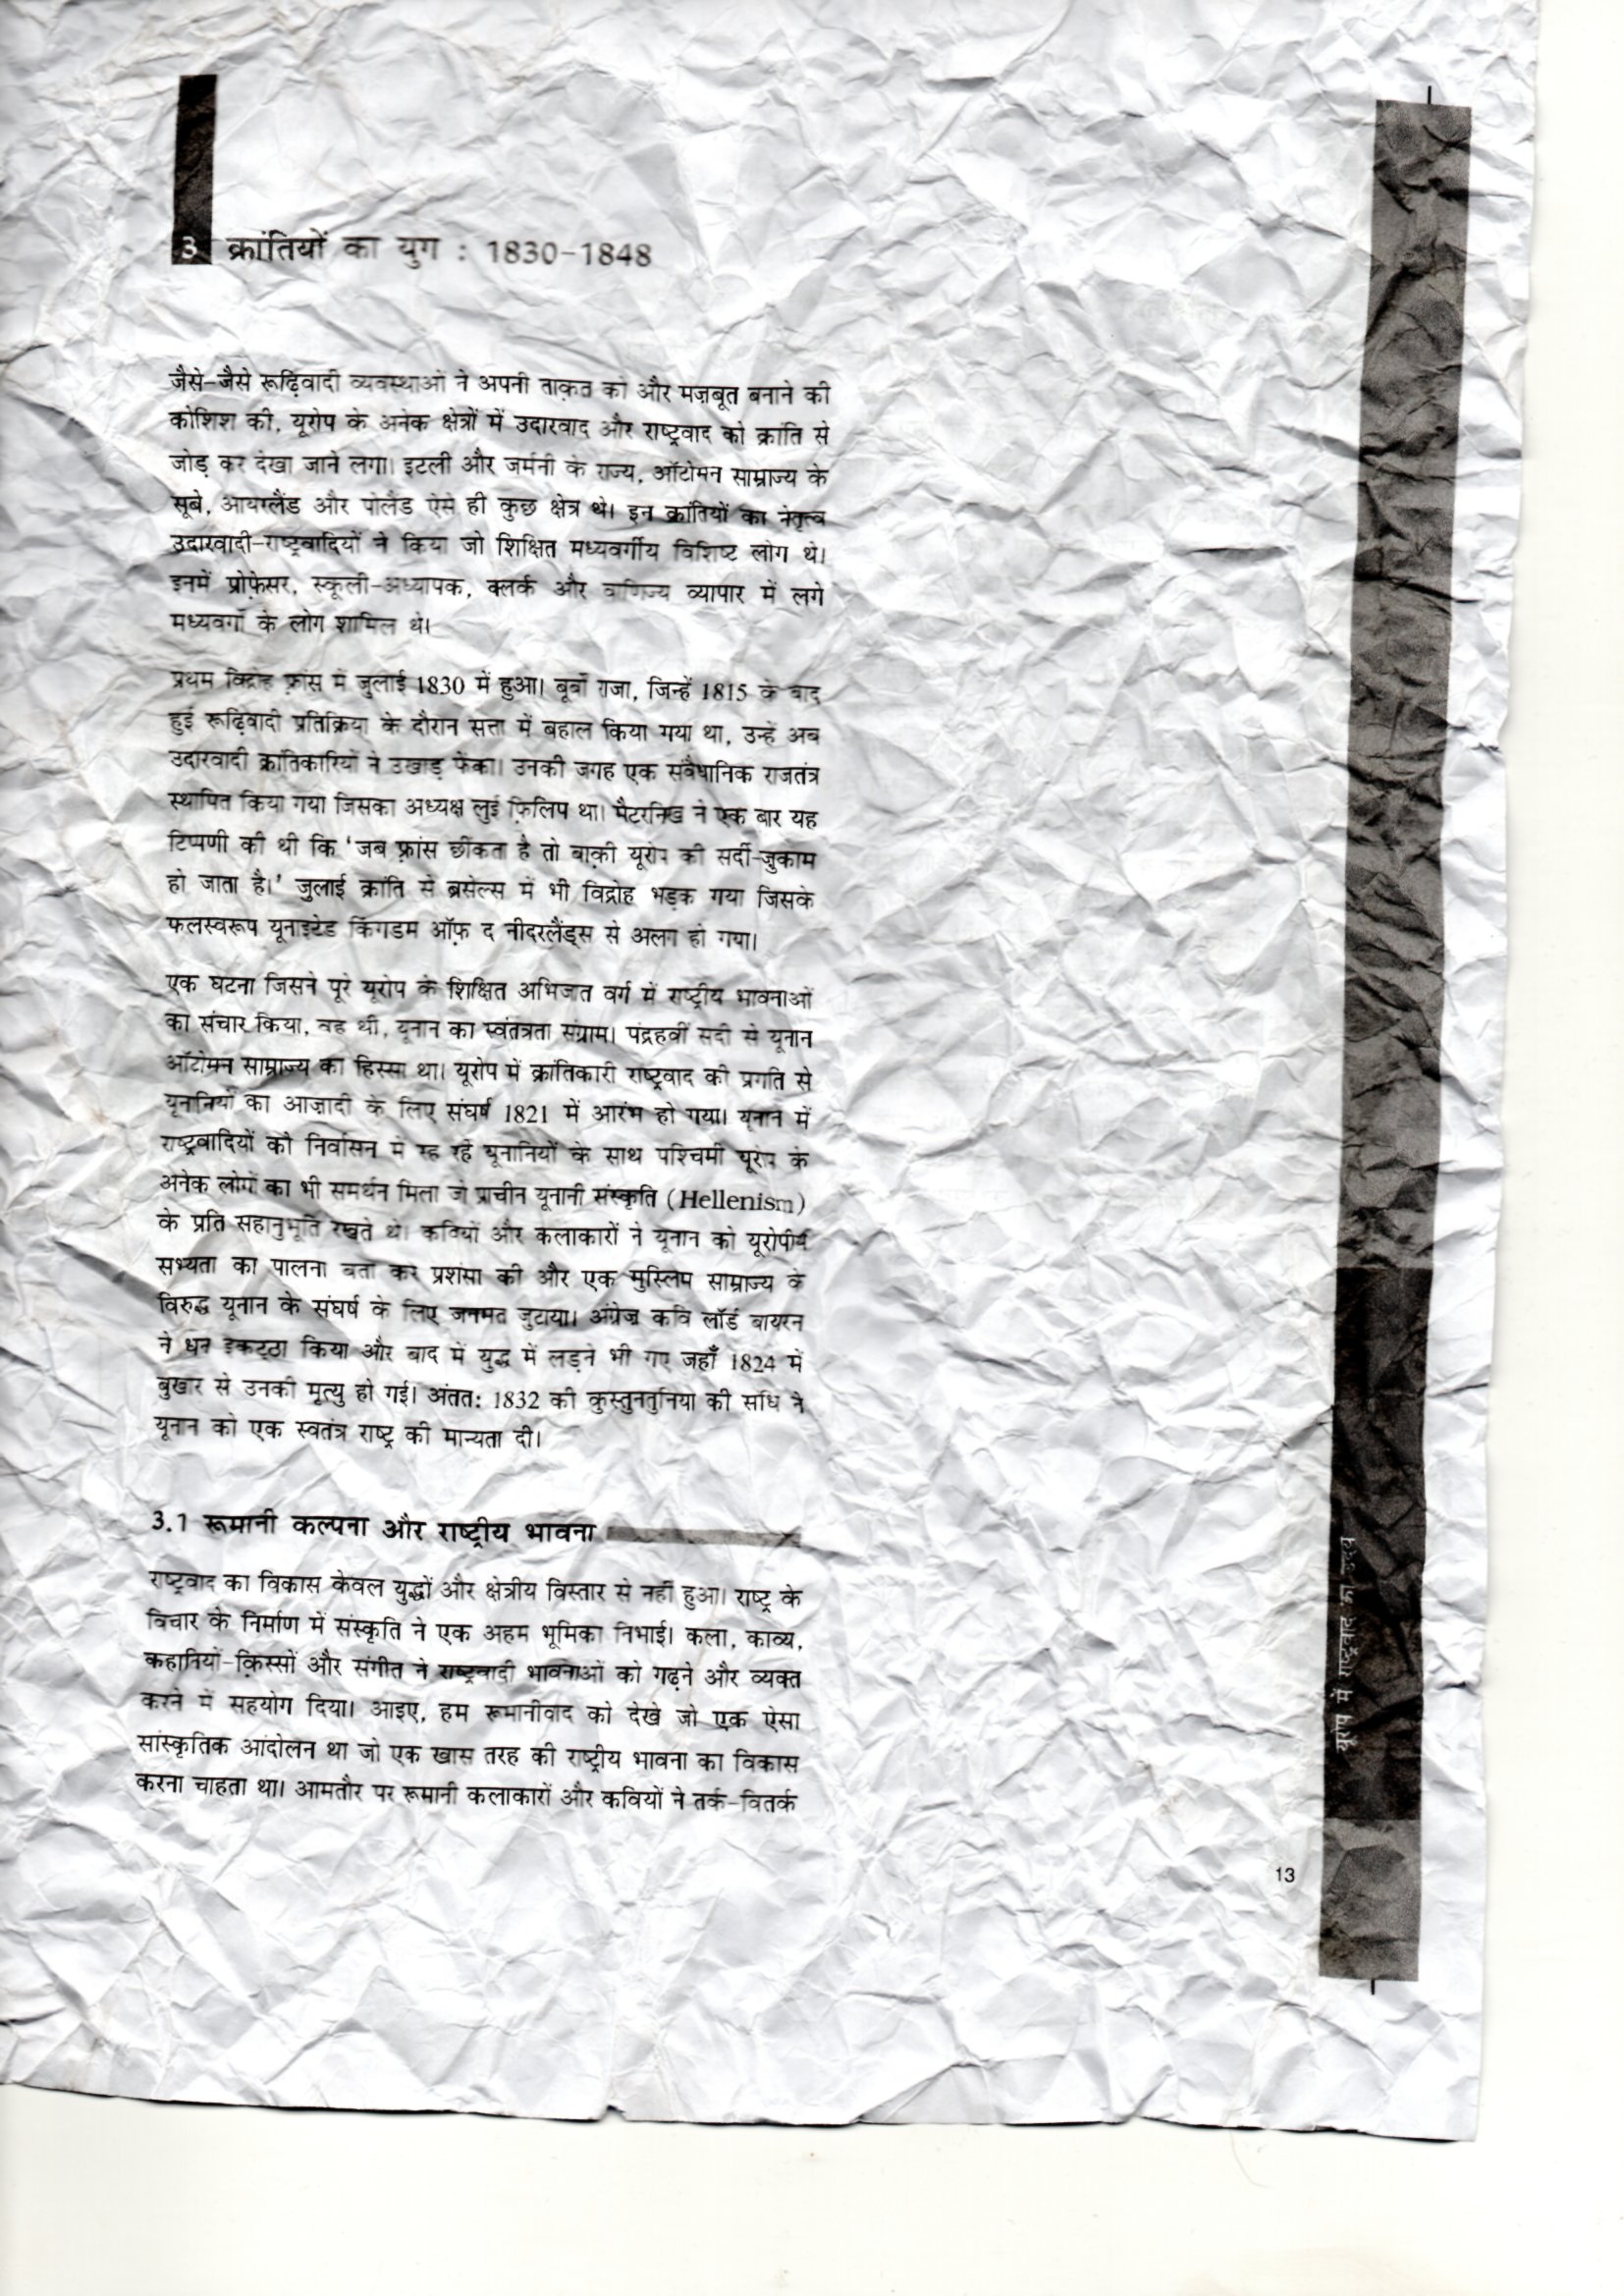 3 क्रांतियों का युग : 1830-1848
जैसे-जैसे रूढ़िवादी व्यवस्थाओं ने अपनी ताक़त को और मज़बूत बनाने की
कोशिश की, यूरोप के अनेक क्षेत्रों में उदारवाद और राष्ट्रवाद को क्रांति से
जोड़ कर देखा जाने लगा। इटली और जर्मनी के राज्य, ऑटोमन साम्राज्य के
सूबे, आयरलैंड और पोलैंड ऐसे ही कुछ क्षेत्र थे। इन क्रांतियों का नेतृत्व
उदारवादी-राष्ट्रवादियों ने किया जो शिक्षित मध्यवर्गीय विशिष्ट लोग थे।
इनमें प्रोफ़ेसर, स्कूली-अध्यापक, क्लर्क और वाणिज्य व्यापार में लगे
मध्यवर्गों के लोग शामिल थे।
प्रथम विद्रोह फ़्रांस में जुलाई 1830 में हुआ। बूर्बों राजा, जिन्हें 1815 के बाद
हुई रूढ़िवादी प्रतिक्रिया के दौरान सत्ता में बहाल किया गया था, उन्हें अब
उदारवादी क्रांतिकारियों ने उखाड़ फेंका। उनकी जगह एक संवैधानिक राजतंत्र
स्थापित किया गया जिसका अध्यक्ष लुई फ़िलिप था। मैटरनिख़ ने एक बार यह
टिप्पणी की थी कि 'जब फ़्रांस छींकता है तो बाक़ी यूरोप की सर्दी-जुकाम
हो जाता है।' जुलाई क्रांति से ब्रसेल्स में भी विद्रोह भड़क गया जिसके
फलस्वरूप यूनाइटेड किंगडम ऑफ़ द नीदरलैंड्स से अलग हो गया।
एक घटना जिसने पूरे यूरोप के शिक्षित अभिजात वर्ग में राष्ट्रीय भावनाओं
का संचार किया, वह थी, यूनान का स्वतंत्रता संग्राम। पंद्रहवीं सदी से यूनान
ऑटोमन साम्राज्य का हिस्सा था। यूरोप में क्रांतिकारी राष्ट्रवाद की प्रगति से
यूनानियों का आज़ादी के लिए संघर्ष 1821 में आरंभ हो गया। यूनान में
राष्ट्रवादियों को निर्वासन में रह रहे यूनानियों के साथ पश्चिमी यूरोप के
अनेक लोगों का भी समर्थन मिला जो प्राचीन यूनानी संस्कृति (Hellenism)
के प्रति सहानुभूति रखते थे। कवियों और कलाकारों ने यूनान को यूरोपीय
सभ्यता का पालना बता कर प्रशंसा की और एक मुस्लिम साम्राज्य के
विरुद्ध यूनान के संघर्ष के लिए जनमत जुटाया। अंग्रेज़ कवि लॉर्ड बायरन
ने धन इकट्ठा किया और बाद में युद्ध में लड़ने भी गए जहाँ 1824 में
बुखार से उनकी मृत्यु हो गई। अंतत: 1832 की कुस्तुनतुनिया की संधि ने
यूनान को एक स्वतंत्र राष्ट्र की मान्यता दी।
3.1 रूमानी कल्पना और राष्ट्रीय भावना
राष्ट्रवाद का विकास केवल युद्धों और क्षेत्रीय विस्तार से नहीं हुआ। राष्ट्र के
विचार के निर्माण में संस्कृति ने एक अहम भूमिका निभाई। कला, काव्य,
कहानियों-क़िस्सों और संगीत ने राष्ट्रवादी भावनाओं को गढ़ने और व्यक्त
करने में सहयोग दिया। आइए, हम रूमानीवाद को देखें जो एक ऐसा
सांस्कृतिक आंदोलन था जो एक खास तरह की राष्ट्रीय भावना का विकास
करना चाहता था। आमतौर पर रूमानी कलाकारों और कवियों ने तर्क-वितर्क
यूरोप में राष्ट्रवाद का उदय
13